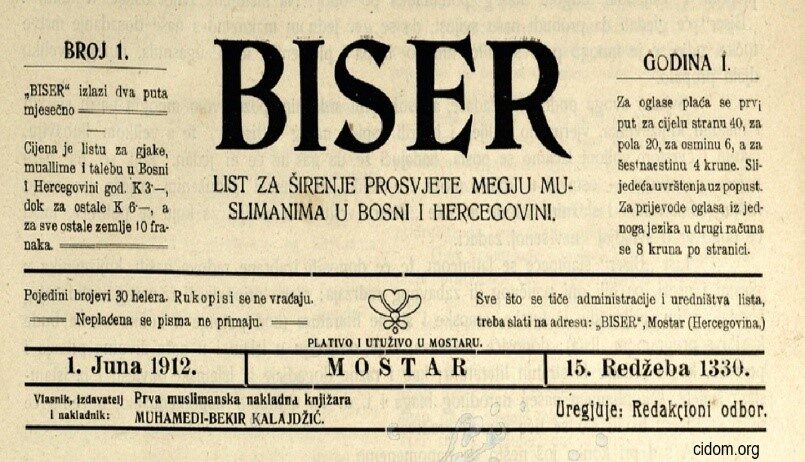 BROJ 1.
„BISER“ izlazi dva puta
mjesečno
Cijena je listu za gjake,
muallime i talebu u Bosni
i Hercegovini god. K 3·—,
dok za ostale K 6·—, a
za sve ostale zemlje 10 fra-
naka.
BISER
LIST ZA ŠIRENJE PROSVJETE MEGJU MU-
SLIMANIMA U BOSNI I HERCEGOVINI.
GODINA I.
Za oglase plaća se prvi
put za cijelu stranu 40, za
pola 20, za osminu 6, a za
šestnaestinu 4 krune. Sli-
jedeća uvrštenja uz popust.
Za prijevode oglasa iz jed-
noga jezika u drugi računa
se 8 kruna po stranici.
Pojedini brojevi 30 helera. Rukopisi se ne vraćaju.
Neplaćena se pisma ne primaju.
PLATIVO I UTUŽIVO U MOSTARU.
Sve što se tiče administracije i uredništva lista,
treba slati na adresu: „BISER“, Mostar (Hercegovina.)
1. Juna 1912.
MOSTAR
15. Redžeba 1330.
Vlasnik, izdavatelj
i nakladnik:
Prva muslimanska nakladna knjižara
MUHAMEDI-BEKIR KALAJDŽIĆ.
Uregjuje: Redakcioni odbor.
cidom.org